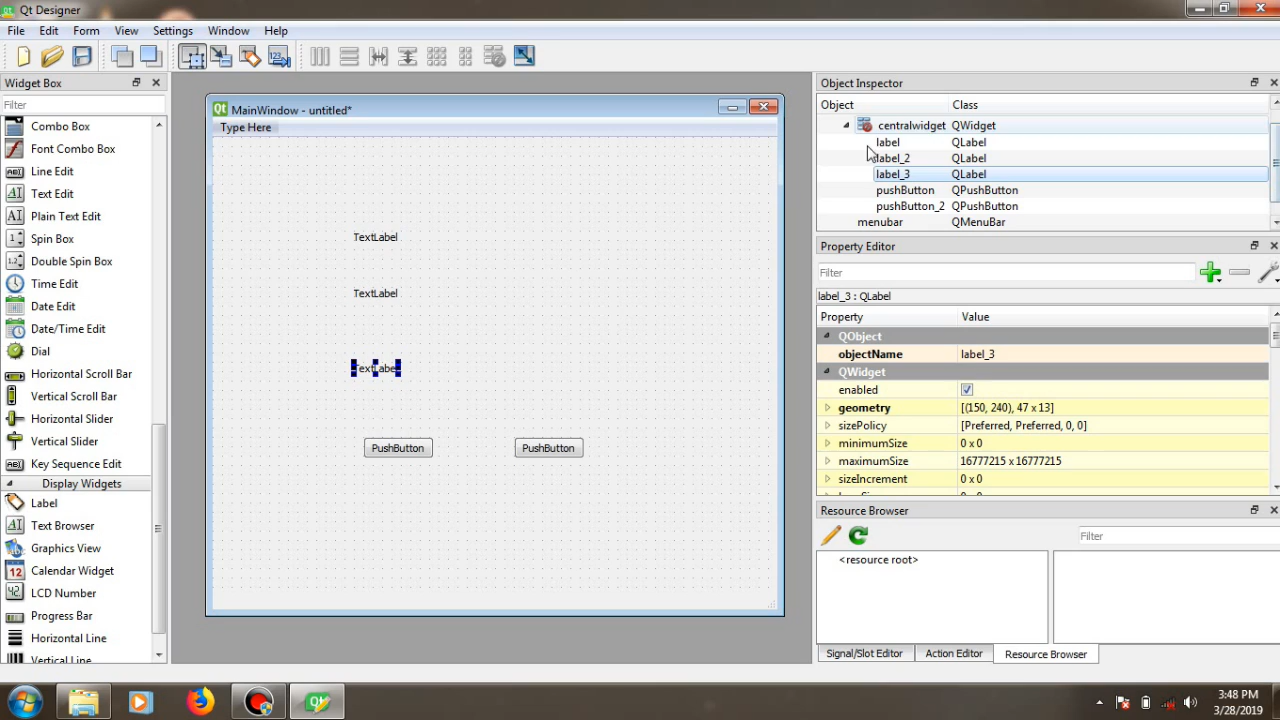 Qt Designer
File Edit Form View Settings Window Help
Widget Box
Filter
Combo Box
Font Combo Box
Line Edit
Text Edit
Plain Text Edit
Spin Box
Double Spin Box
Time Edit
Date Edit
Date/Time Edit
Dial
Horizontal Scroll Bar
Vertical Scroll Bar
Horizontal Slider
Vertical Slider
Key Sequence Edit
Display Widgets
Label
Text Browser
Graphics View
Calendar Widget
LCD Number
Progress Bar
Horizontal Line
Vertical Line
MainWindow - untitled*
Type Here
TextLabel
TextLabel
TextLabel
PushButton PushButton
Object Inspector
Object Class
centralwidget QWidget
label QLabel
label_2 QLabel
label_3 QLabel
pushButton QPushButton
pushButton_2 QPushButton
menubar QMenuBar
Property Editor
Filter
label_3 : QLabel
Property Value
QObject
objectName label_3
QWidget
enabled
geometry [(150, 240), 47 x 13]
sizePolicy [Preferred, Preferred, 0, 0]
minimumSize 0 x 0
maximumSize 16777215 x 16777215
sizeIncrement 0 x 0
Resource Browser
Filter
<resource root>
Signal/Slot Editor Action Editor Resource Browser
3:48 PM
3/28/2019